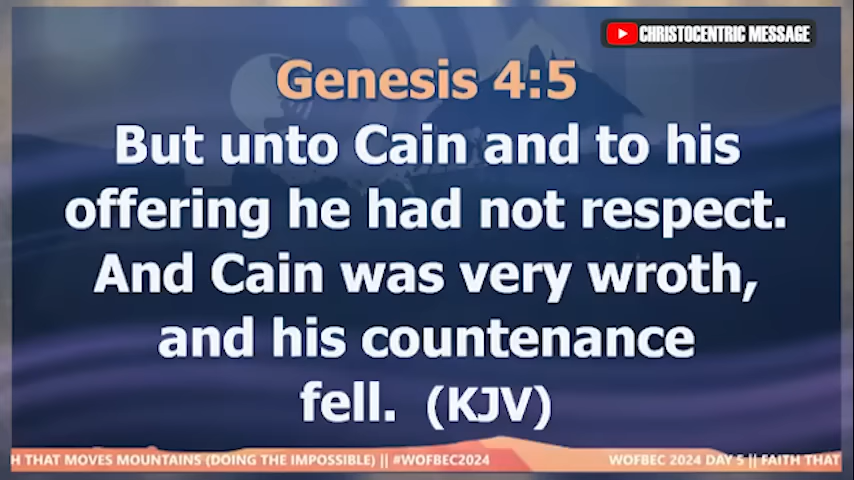 CHRISTOCENTRIC MESSAGE
Genesis 4:5
But unto Cain and to his
offering he had not respect.
And Cain was very wroth,
and his countenance
fell. (KJV)
H THAT MOVES MOUNTAINS (DOING THE IMPOSSIBLE) || #WOFBEC2024 WOFBEC 2024 DAY 5 || FAITH THAT